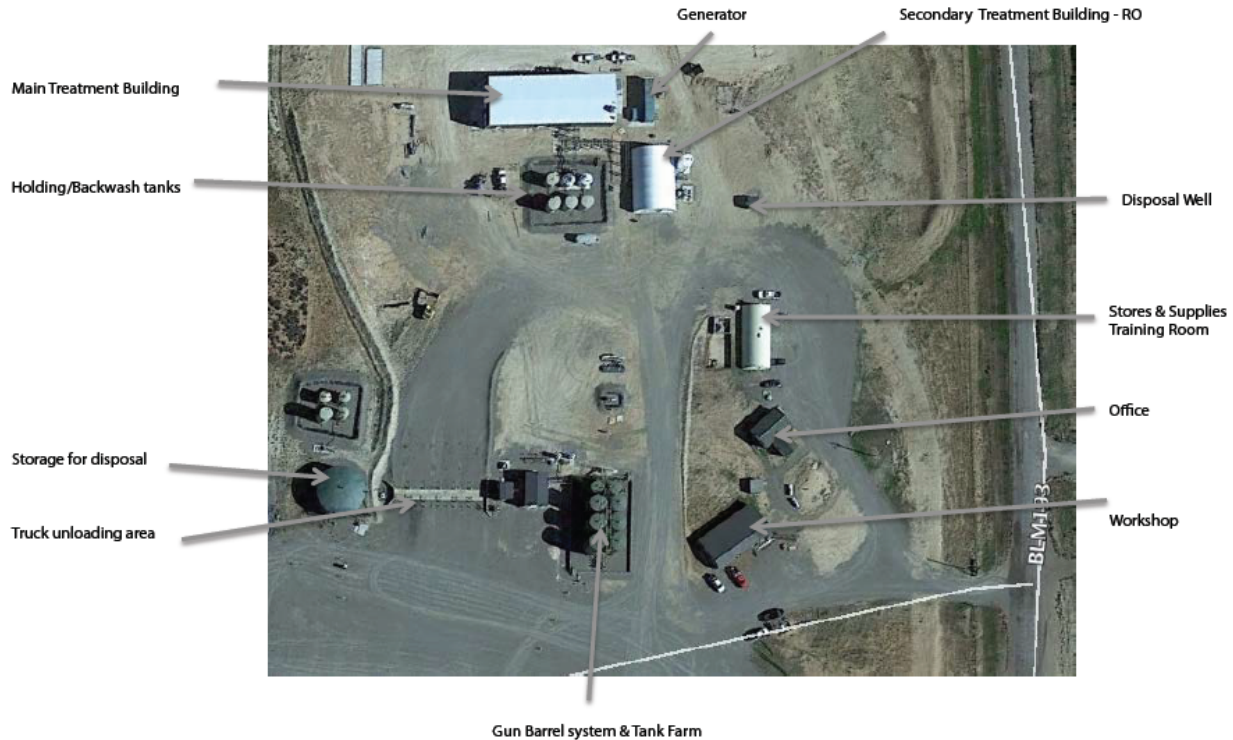 Generator
Secondary Treatment Building - RO
Main Treatment Building
Holding/Backwash tanks
Disposal Well
Stores & Supplies
Training Room
Office
Storage for disposal
Truck unloading area
Workshop
BLM-1-33
Gun Barrel system & Tank Farm